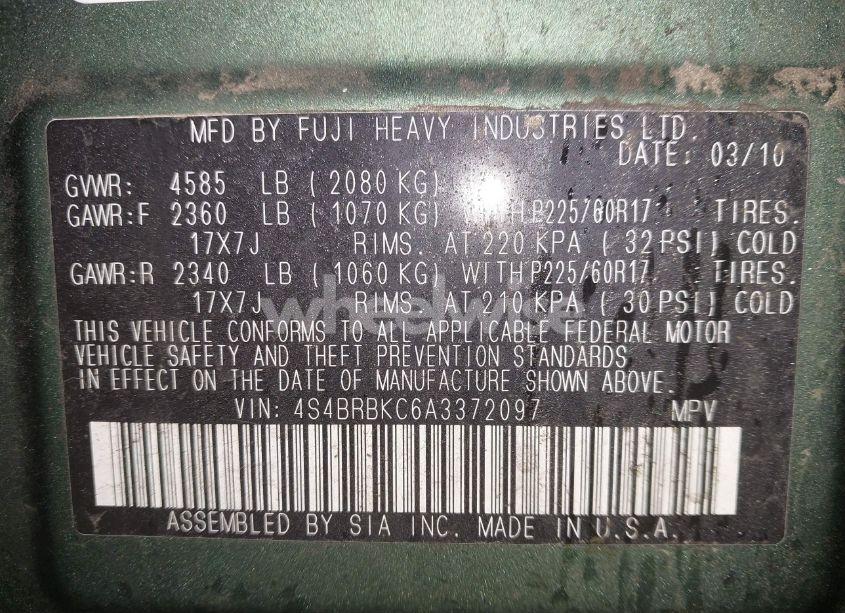 MFD BY FUJI HEAVY INDUSTRIES LTD.
DATE: 03/10
GVWR: 4585 LB ( 2080 KG)
GAWR:F 2360 LB ( 1070 KG) WITH P225/60R17 TIRES.
17X7J RIMS. AT 220 KPA ( 32 PSI) COLD
GAWR:R 2340 LB ( 1060 KG) WITH P225/60R17 TIRES.
17X7J RIMS. AT 210 KPA ( 30 PSI) COLD
wheelwise
THIS VEHICLE CONFORMS TO ALL APPLICABLE FEDERAL MOTOR
VEHICLE SAFETY AND THEFT PREVENTION STANDARDS
IN EFFECT ON THE DATE OF MANUFACTURE SHOWN ABOVE.
VIN: 4S4BRBKC6A3372097 MPV
ASSEMBLED BY SIA INC. MADE IN U.S.A.